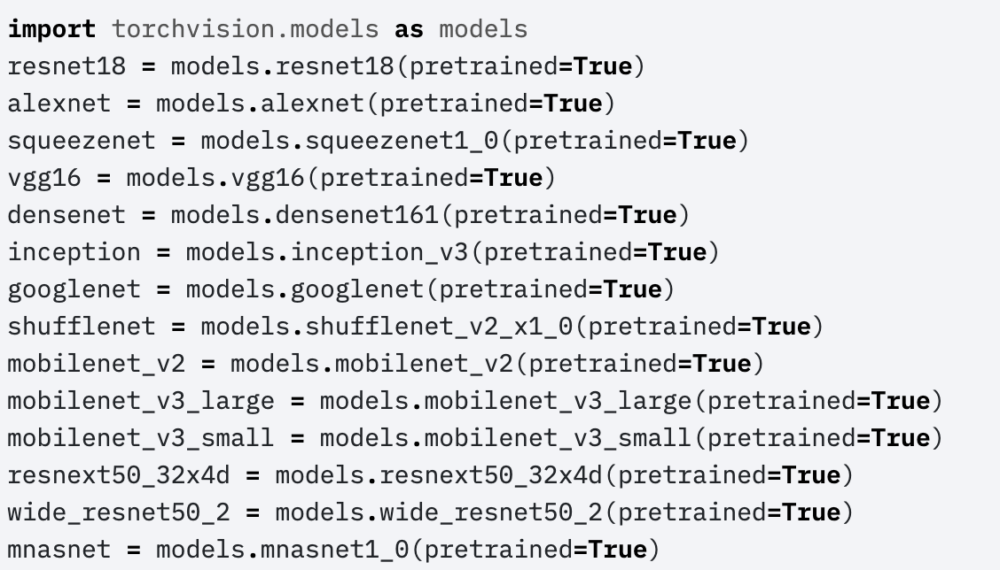 import torchvision.models as models
resnet18 = models.resnet18(pretrained=True)
alexnet = models.alexnet(pretrained=True)
squeezenet = models.squeezenet1_0(pretrained=True)
vgg16 = models.vgg16(pretrained=True)
densenet = models.densenet161(pretrained=True)
inception = models.inception_v3(pretrained=True)
googlenet = models.googlenet(pretrained=True)
shufflenet = models.shufflenet_v2_x1_0(pretrained=True)
mobilenet_v2 = models.mobilenet_v2(pretrained=True)
mobilenet_v3_large = models.mobilenet_v3_large(pretrained=True)
mobilenet_v3_small = models.mobilenet_v3_small(pretrained=True)
resnext50_32x4d = models.resnext50_32x4d(pretrained=True)
wide_resnet50_2 = models.wide_resnet50_2(pretrained=True)
mnasnet = models.mnasnet1_0(pretrained=True)